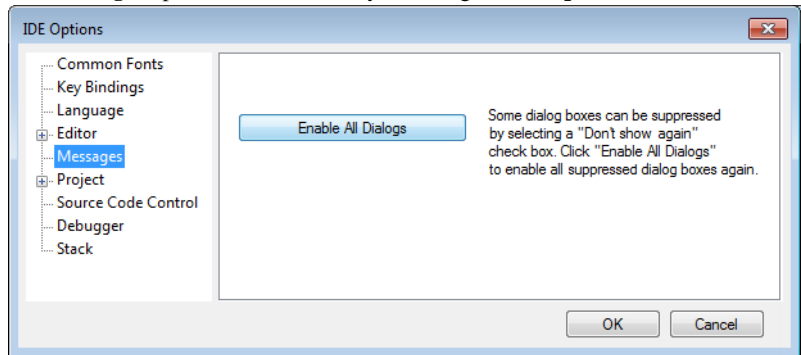 IDE Options
Common Fonts
Key Bindings
Language
Editor
Messages
Project
Source Code Control
Debugger
Stack
Enable All Dialogs
Some dialog boxes can be suppressed
by selecting a "Don't show again"
check box. Click "Enable All Dialogs"
to enable all suppressed dialog boxes again.
OK
Cancel